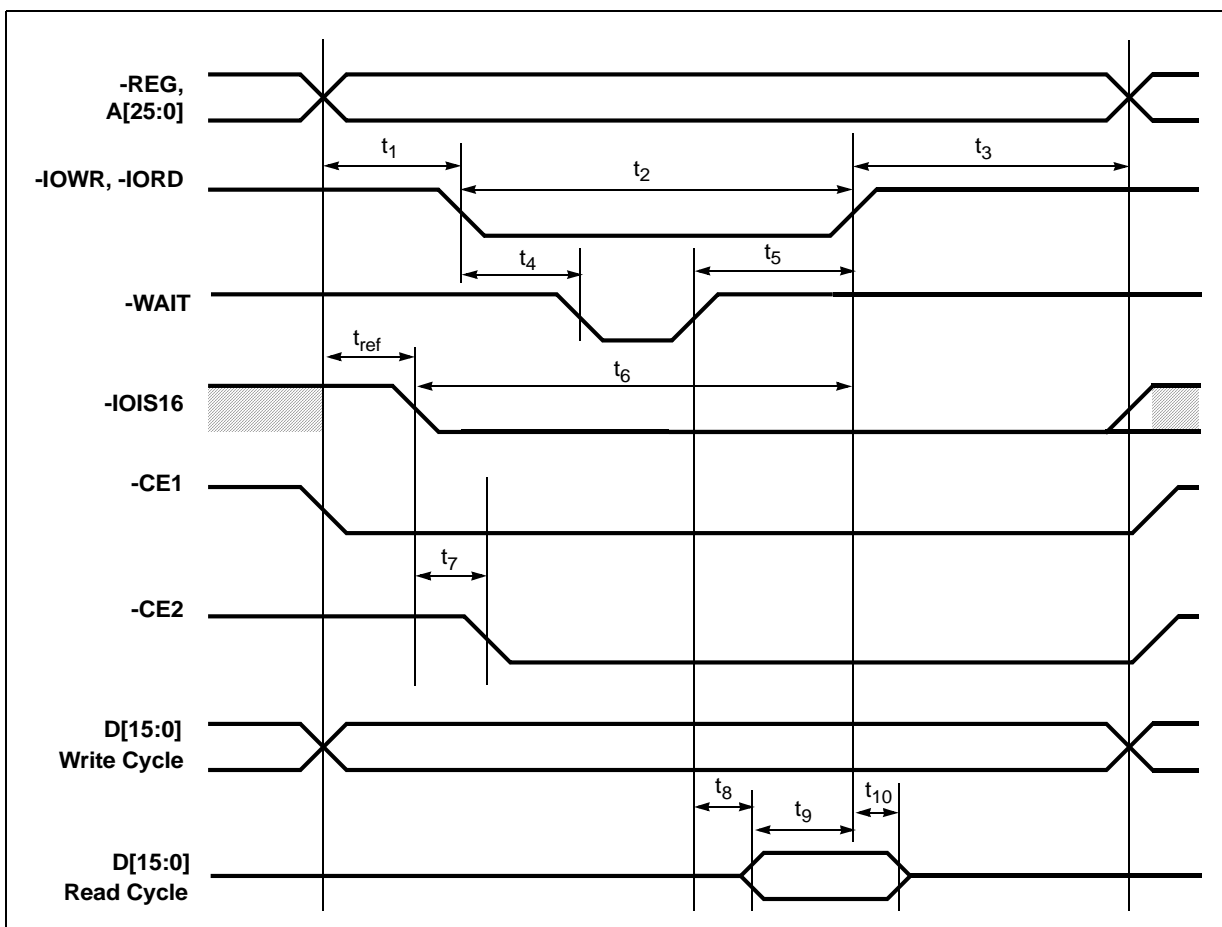 -REG,
A[25:0]
t1
t3
-IOWR, -IORD
t2
t4
t5
-WAIT
tref
t6
-IOIS16
-CE1
t7
-CE2
D[15:0]
Write Cycle
t8
t9
t10
D[15:0]
Read Cycle